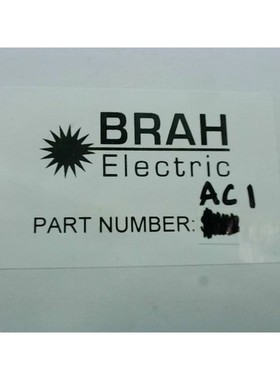 BRAH
Electric
AC1
PART NUMBER: